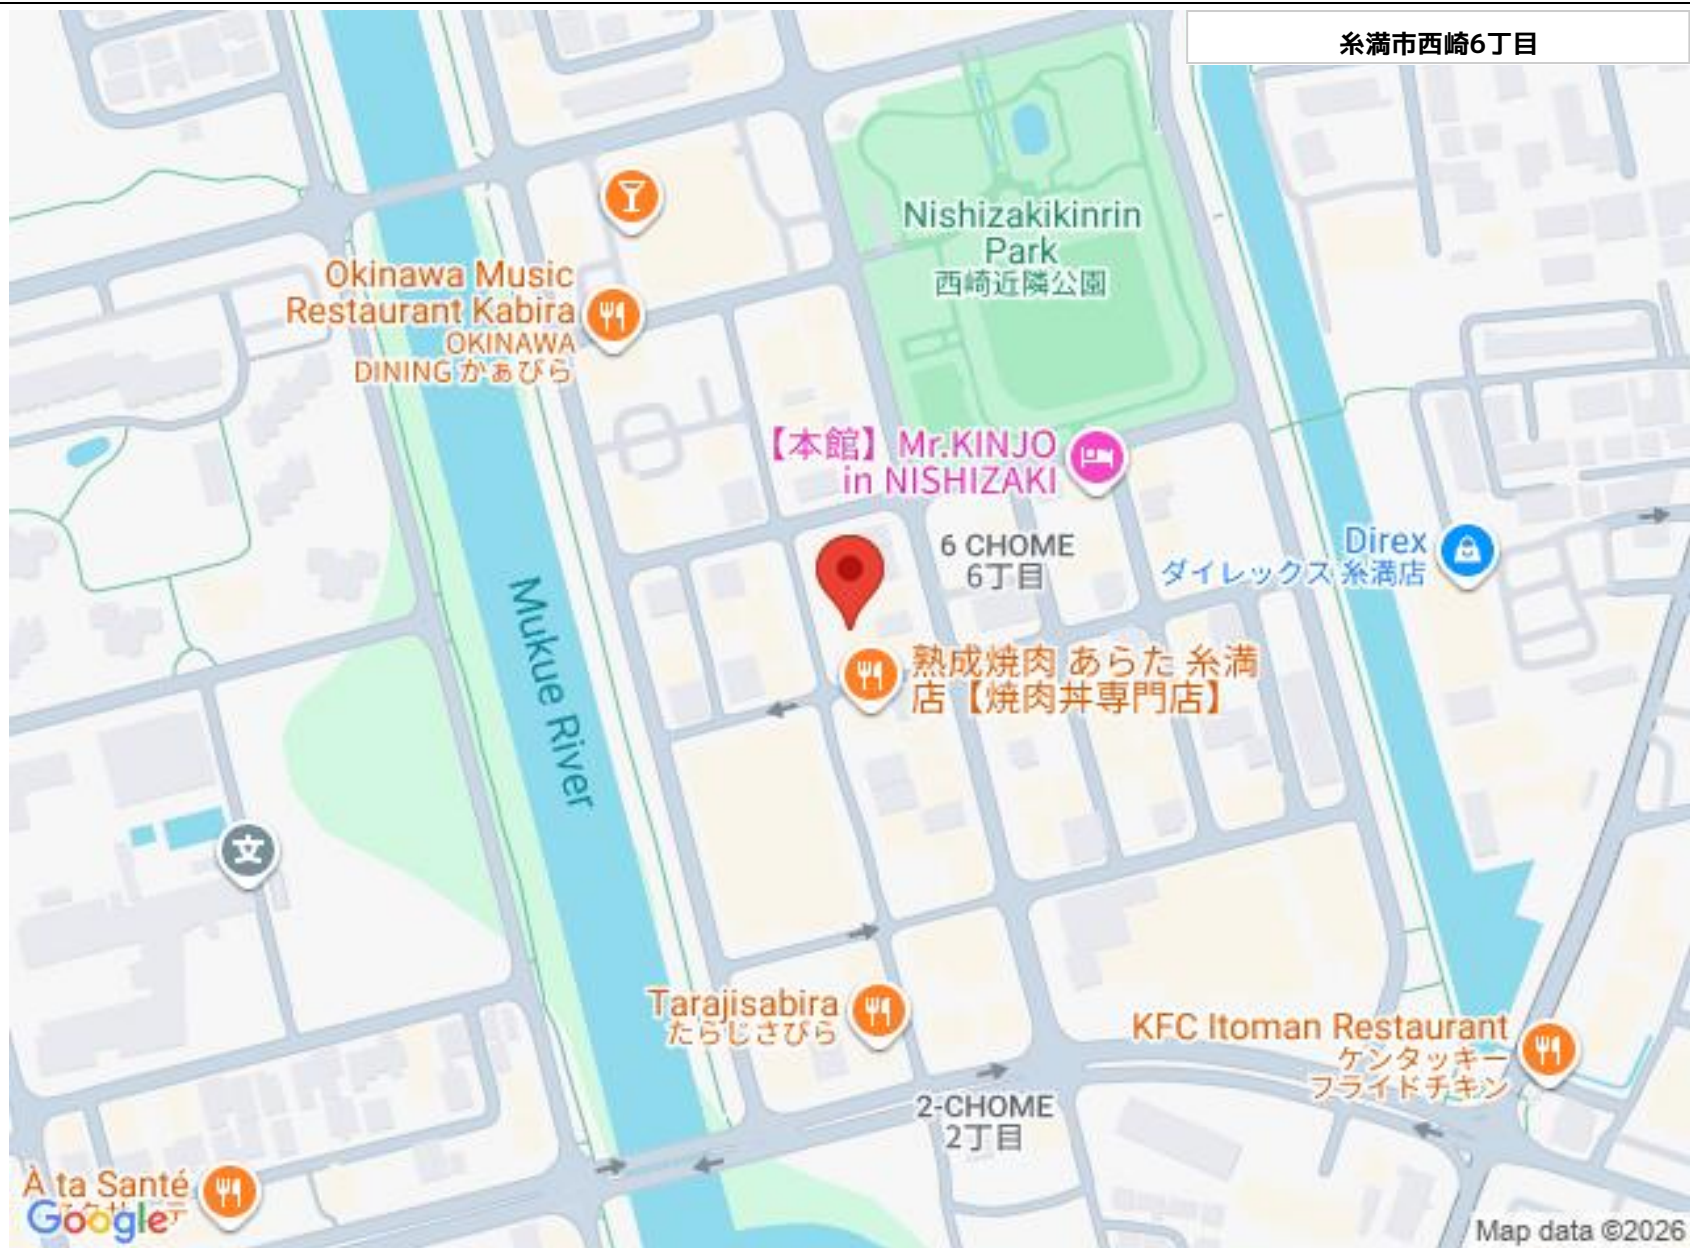 糸満市西崎6丁目
Nishizakikinrin
Park
西崎近隣公園
Okinawa Music
Restaurant Kabira
OKINAWA
DINING かぁびら
【本館】Mr.KINJO
in NISHIZAKI
6 CHOME
6丁目
Direx
ダイレックス 糸満店
Mukue River
熟成焼肉 あらた 糸満
店【焼肉丼専門店】
文
Tarajisabira
たらじさびら
KFC Itoman Restaurant
ケンタッキー
フライドチキン
2-CHOME
2丁目
À ta Santé
Google
Map data ©2026